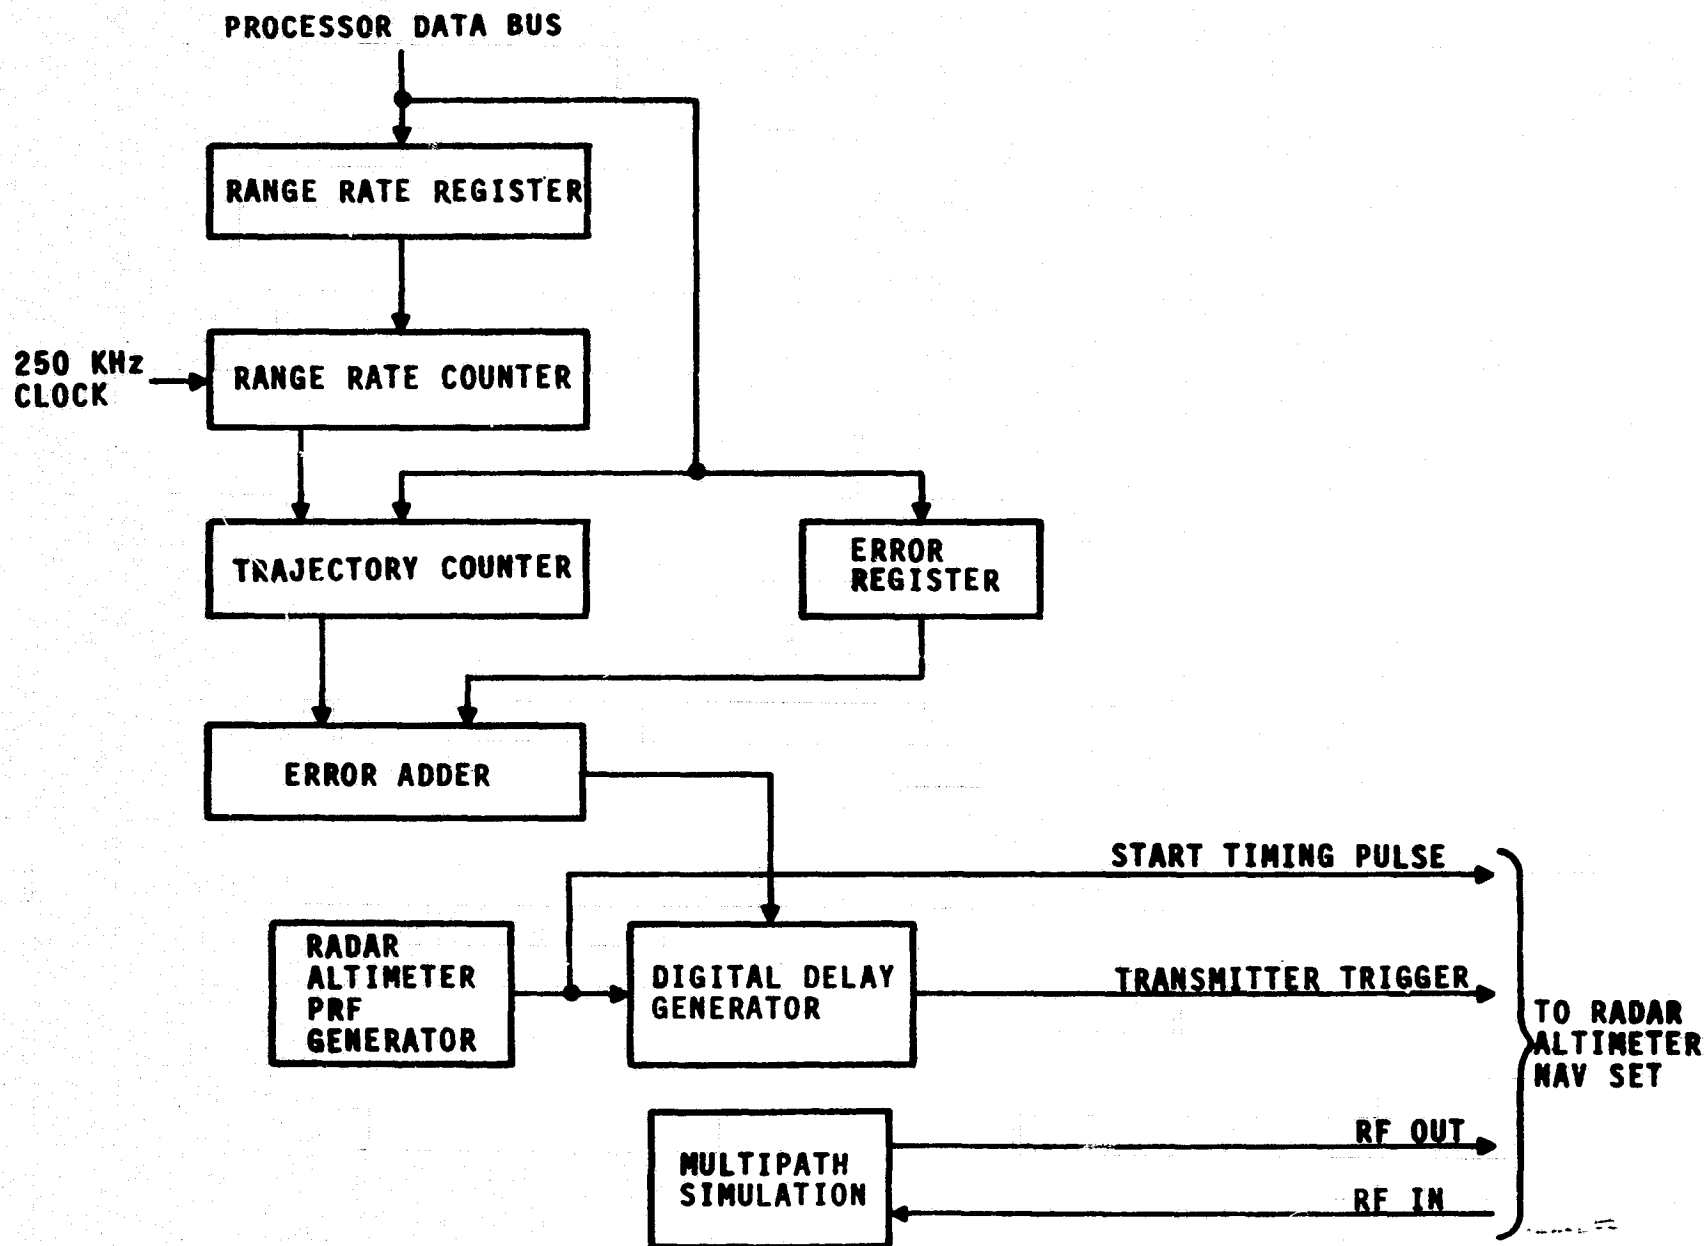 PROCESSOR DATA BUS
RANGE RATE REGISTER
250 KHz
CLOCK
RANGE RATE COUNTER
TRAJECTORY COUNTER
ERROR
REGISTER
ERROR ADDER
START TIMING PULSE
RADAR
ALTIMETER
PRF
GENERATOR
DIGITAL DELAY
GENERATOR
TRANSMITTER TRIGGER
TO RADAR
ALTIMETER
NAV SET
MULTIPATH
SIMULATION
RF OUT
RF IN